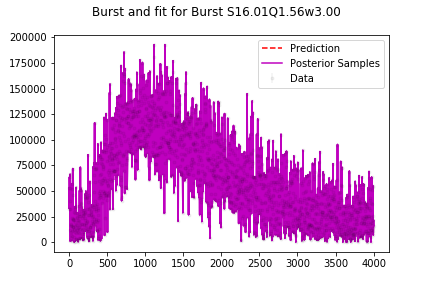 Burst and fit for Burst S16.01Q1.56w3.00
200000
175000
150000
125000
100000
75000
50000
25000
0
Prediction
Posterior Samples
Data
0 500 1000 1500 2000 2500 3000 3500 4000